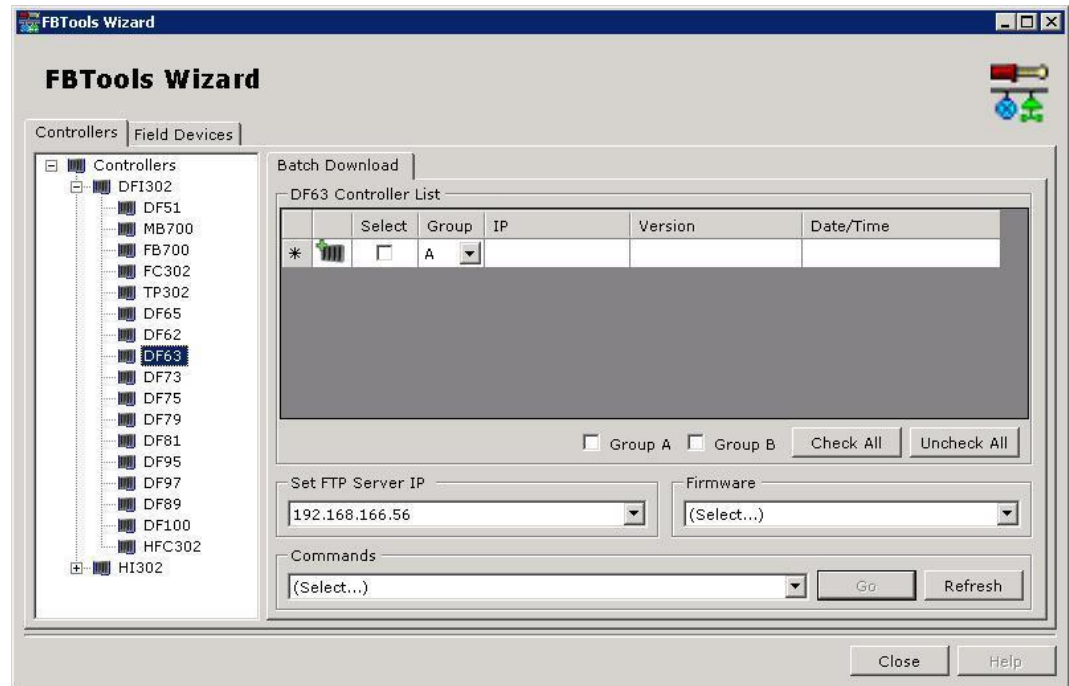 FBTools Wizard
FBTools Wizard
Controllers Field Devices
Controllers
DFI302
DF51
MB700
FB700
FC302
TP302
DF65
DF62
DF63
DF73
DF75
DF79
DF81
DF95
DF97
DF89
DF100
HFC302
HI302
Batch Download
DF63 Controller List
Select Group IP Version Date/Time
* A
Group A Group B Check All Uncheck All
Set FTP Server IP Firmware
192.168.166.56 (Select...)
Commands
(Select...) Go Refresh
Close Help